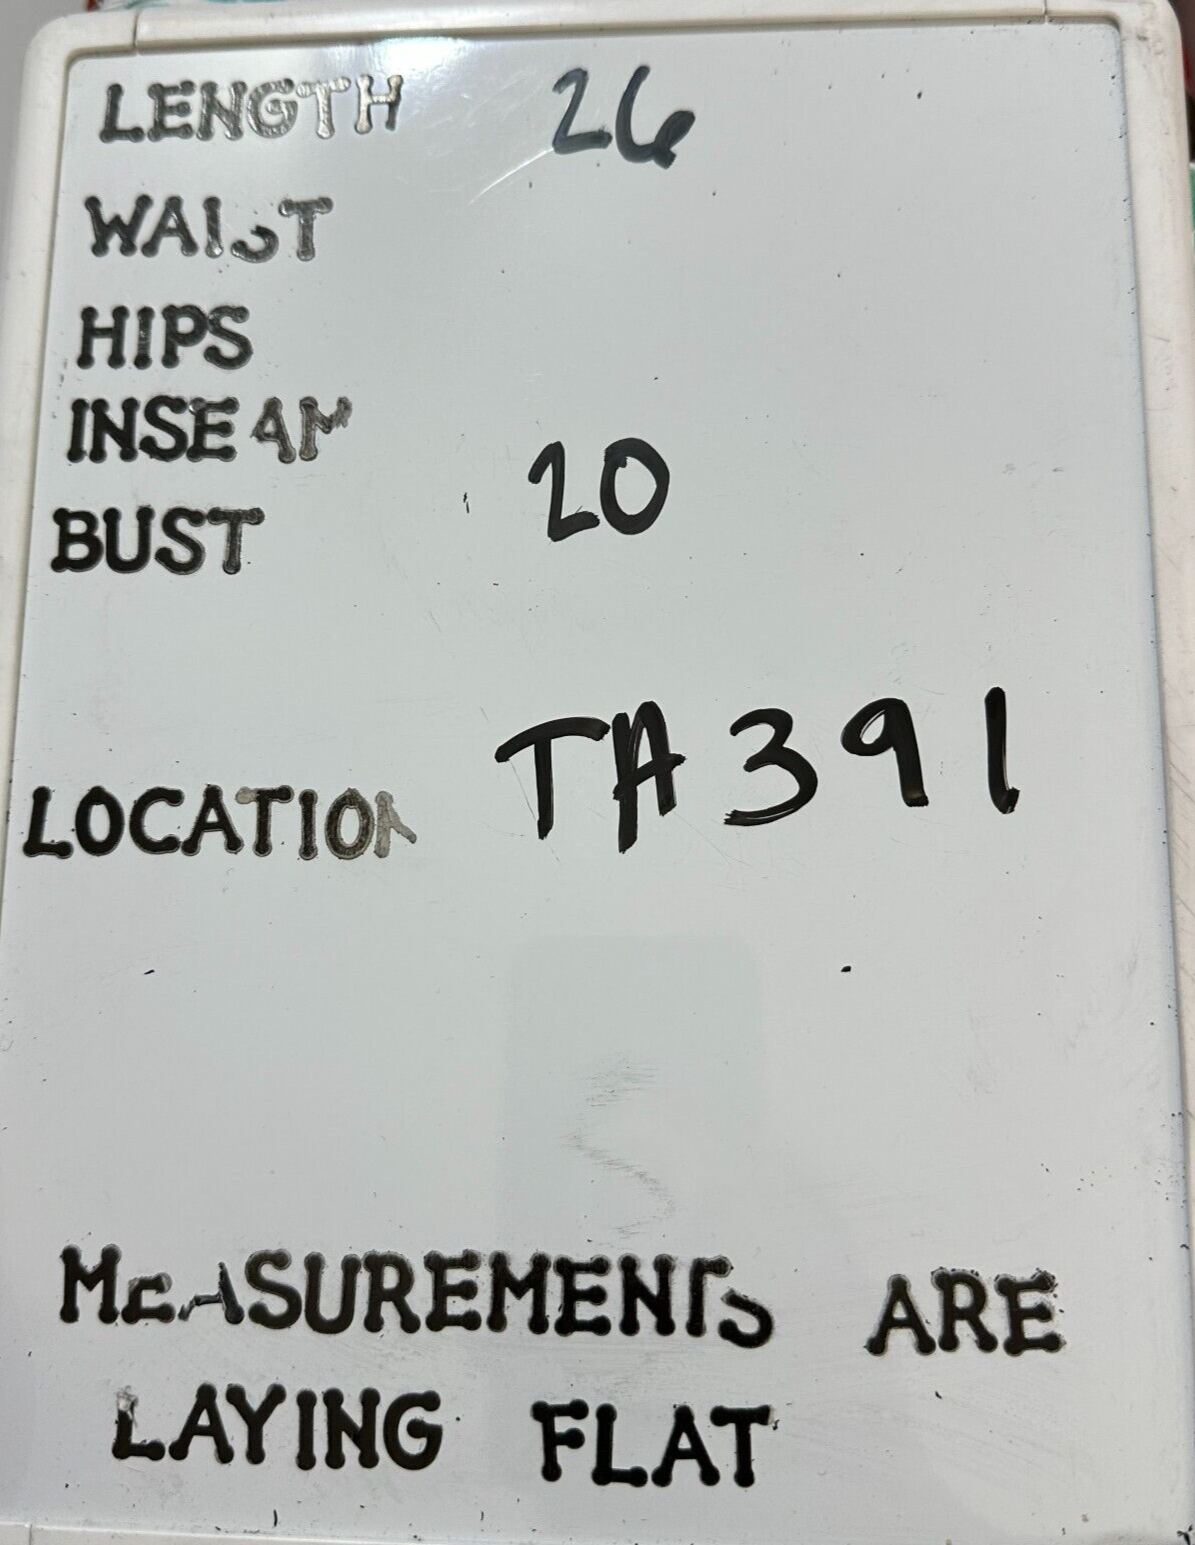 LENGTH 26
WAIST
HIPS
INSEAM
BUST 20
LOCATION TA391
MEASUREMENTS ARE
LAYING FLAT